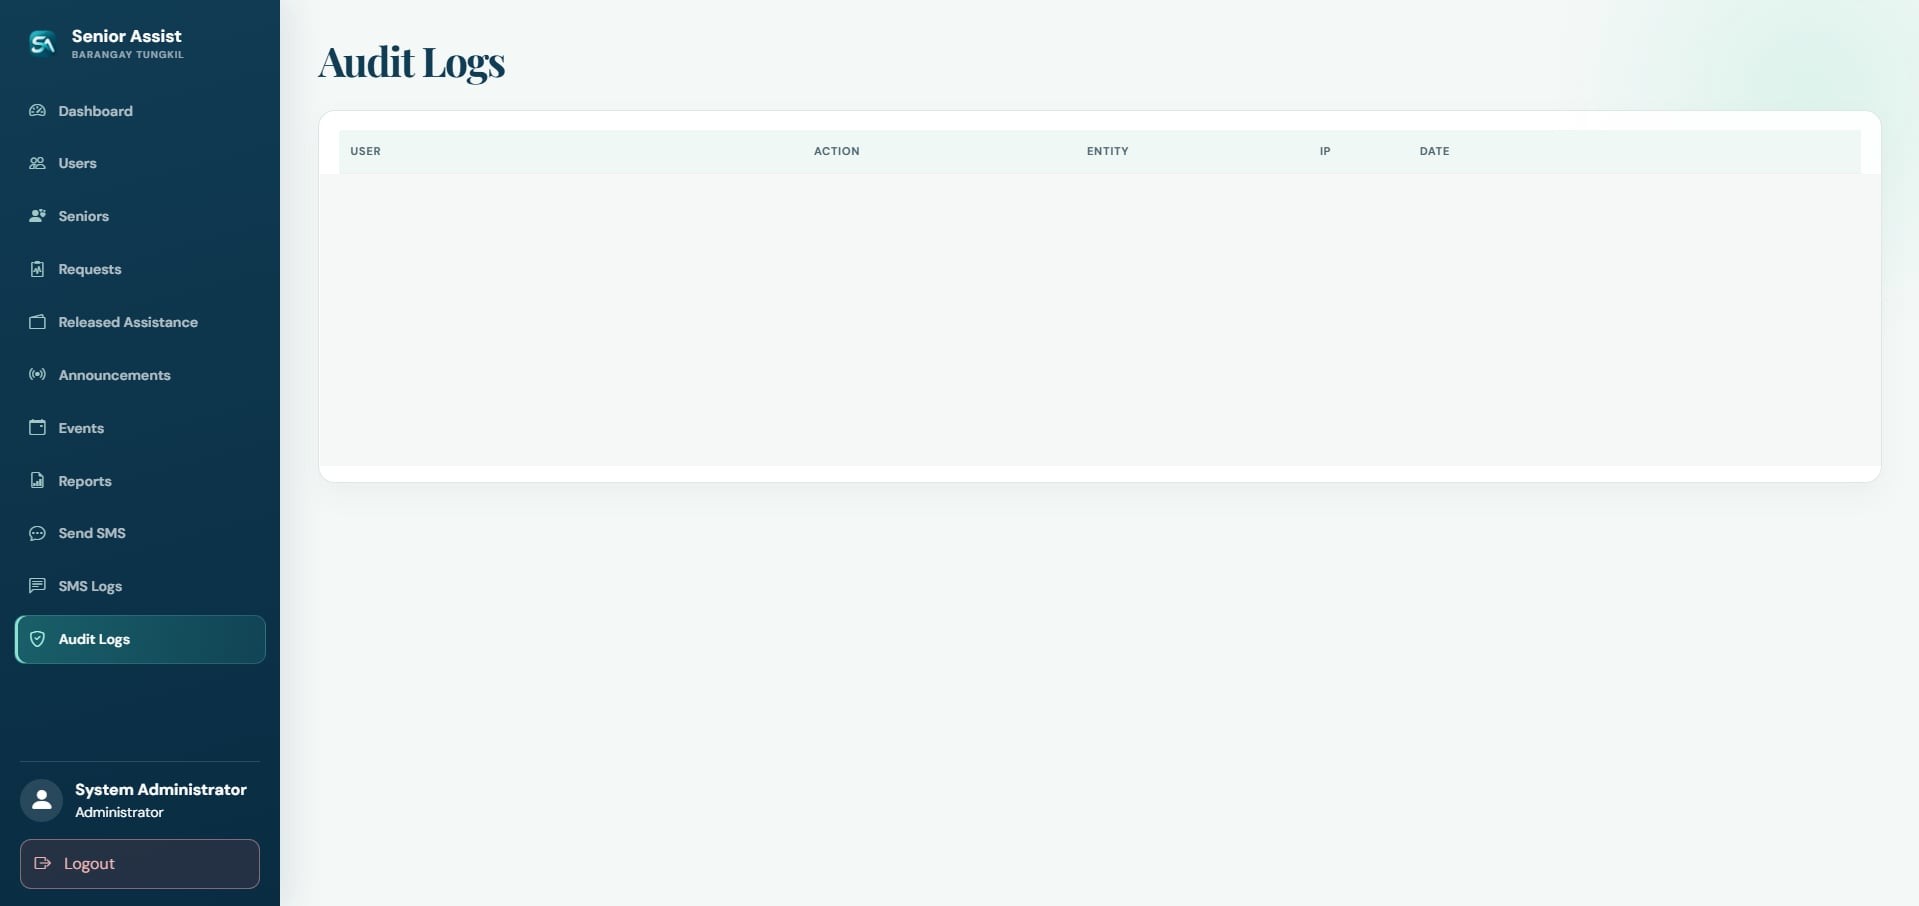 Senior Assist
BARANGAY TUNGKIL
Dashboard
Users
Seniors
Requests
Released Assistance
Announcements
Events
Reports
Send SMS
SMS Logs
Audit Logs
System Administrator
Administrator
Logout
Audit Logs
USER ACTION ENTITY IP DATE